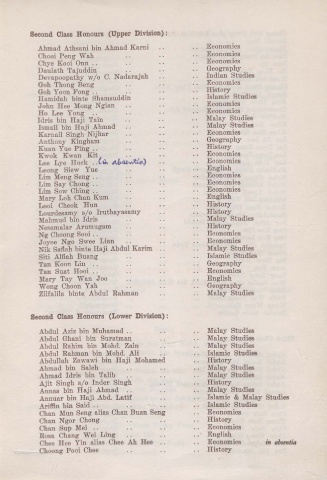 Second Class Honours (Upper Division):
Ahmad Athsani bin Ahmad Karni .. .. .. Economics
Choei Peng Wah .. .. .. Economics
Chye Kooi Onn .. .. .. .. Economics
Daniath Tajuddin .. .. .. Geography
Devapoopathy w/o C. Nadarajah .. .. Indian Studies
Goh Thong Seng .. .. .. Economics
Goh Yom Fong .. .. .. .. History
Hamidah binte Shamsuddin .. .. Islamic Studies
John Hee Mong Ngian .. .. .. Economics
Ho Lee Yong .. .. .. .. Economics
Idris bin Haji Tain .. .. .. Malay Studies
Ismail bin Haji Ahmad .. .. .. Malay Studies
Karnail Singh Nijhar .. .. .. Economics
Anthony Kingham .. .. .. Geography
Kuan Yue Ping .. .. .. .. History
Kwok Kwan Kit .. .. .. Economics
Lee Lye Hock .. (in absentia) .. .. Economics
Leong Siew Yue .. .. .. English
Lim Meng Seng .. .. .. Economics
Lim Say Chong .. .. .. Economics
Lim Sow Ching .. .. .. .. Economics
Mary Loh Chan Kum .. .. .. English
Looi Cheok Hun .. .. .. History
Lourdesamy s/o Iruthayasamy .. .. History
Mahmud bin Idris .. .. .. Malay Studies
Nesamalar Arumugam .. .. .. History
Ng Choong Sooi .. .. .. .. Economics
Joyce Ngo Swee Linn .. .. .. Economics
Nik Safiah binte Haji Abdul Karim .. .. Malay Studies
Siti Alfiah Buang .. .. .. Islamic Studies
Tan Koon Lin .. .. .. .. Geography
Tan Suat Hooi .. .. .. .. Economics
Mary Tay Wan Joo .. .. .. English
Wong Choon Yah .. .. .. Geography
Zilfalila binte Abdul Rahman .. .. Malay Studies
Second Class Honours (Lower Division):
Abdul Aziz bin Muhamad .. .. .. Malay Studies
Abdul Ghani bin Suratman .. .. Malay Studies
Abdul Rahim bin Mohd. Zain .. .. Malay Studies
Abdul Rahman bin Mohd. Ali .. .. Islamic Studies
Abdullah Zawawi bin Haji Mohamed .. .. History
Ahmad bin Saleh .. .. .. Malay Studies
Ahmad Idris bin Talib .. .. .. Malay Studies
Ajit Singh s/o Inder Singh .. .. History
Annas bin Haji Ahmad .. .. .. Malay Studies
Annuar bin Haji Abd. Latif .. .. Islamic & Malay Studies
Ariffin bin Said .. .. .. Islamic Studies
Chan Mun Seng alias Chan Buan Seng .. Economics
Chan Ngor Chong .. .. .. History
Chan Sup Mei .. .. .. .. Economics
Rosa Chang Wei Ling .. .. .. English
Chee Hee Yin alias Chee Ah Hee .. .. Economics in absentia
Choong Pooi Chee .. .. .. History